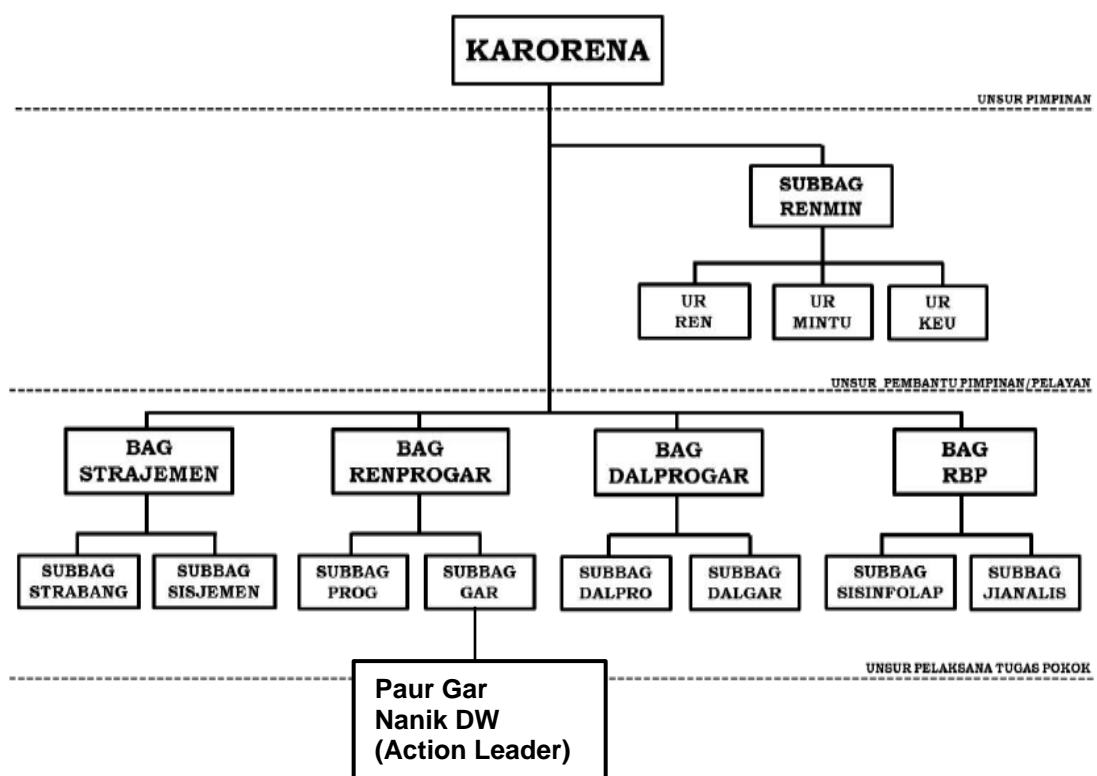 KARORENA
UNSUR PIMPINAN
SUBBAG
RENMIN
UR
REN
UR
MINTU
UR
KEU
UNSUR PEMBANTU PIMPINAN/PELAYAN
BAG
STRAJEMEN
BAG
RENPROGAR
BAG
DALPROGAR
BAG
RBP
SUBBAG
STRABANG
SUBBAG
SISJEMEN
SUBBAG
PROG
SUBBAG
GAR
SUBBAG
DALPRO
SUBBAG
DALGAR
SUBBAG
SISINFOLAP
SUBBAG
JIANALIS
UNSUR PELAKSANA TUGAS POKOK
Paur Gar
Nanik DW
(Action Leader)